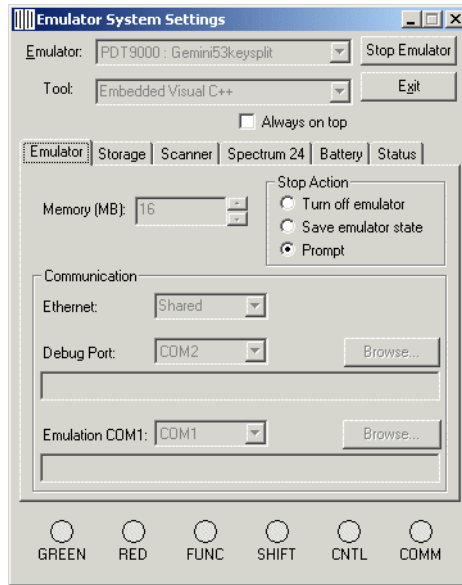 Emulator System Settings
Emulator: PDT9000 : Gemini53keysplit Stop Emulator
Tool: Embedded Visual C++ Exit
Always on top
Emulator Storage Scanner Spectrum 24 Battery Status
Stop Action
Memory (MB): 16 Turn off emulator
Save emulator state
Prompt
Communication
Ethernet: Shared
Debug Port: COM2 Browse...
Emulation COM1: COM1 Browse...
GREEN RED FUNC SHIFT CNTL COMM